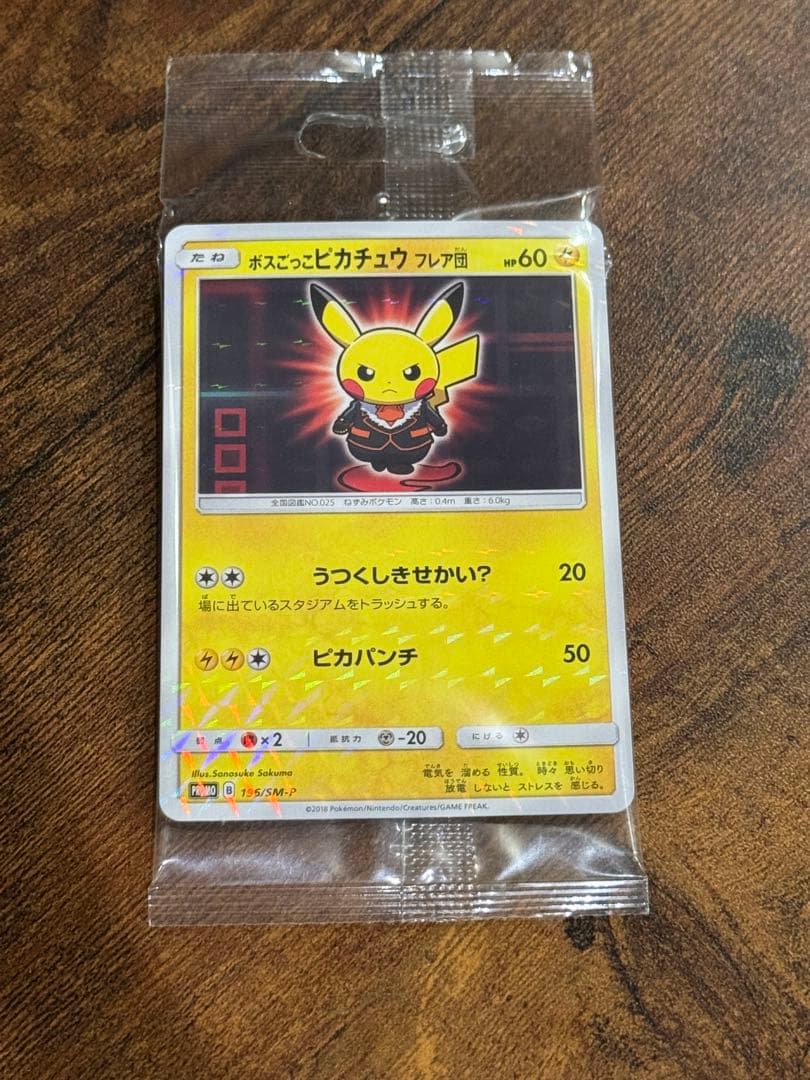 たね ボスごっこピカチュウ フレア団 HP60
全国図鑑NO.025 ねずみポケモン 高さ:0.4m 重さ:6.0kg
うつくしきせかい? 20
場に出ているスタジアムをトラッシュする。
ピカパンチ 50
弱点 ×2 抵抗力 -20 にげる
Illus.Sanosuke Sakuma
電気を 溜める 性質。 時々 思い切り
放電 しないと ストレスを 感じる。
PROMO B 196/SM-P
©2018 Pokémon/Nintendo/Creatures/GAME FREAK.